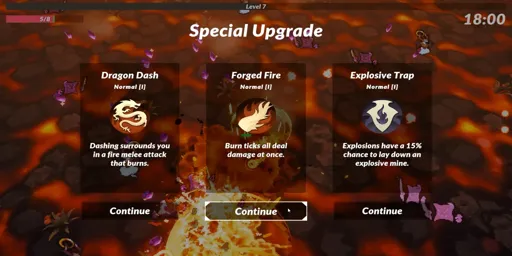 Level 7
5/8
18:00
Special Upgrade
Dragon Dash
Normal [I]
Dashing surrounds you
in a fire melee attack
that burns.
Continue
Forged Fire
Normal [I]
Burn ticks all deal
damage at once.
Continue
Explosive Trap
Normal [I]
Explosions have a 15%
chance to lay down an
explosive mine.
Continue